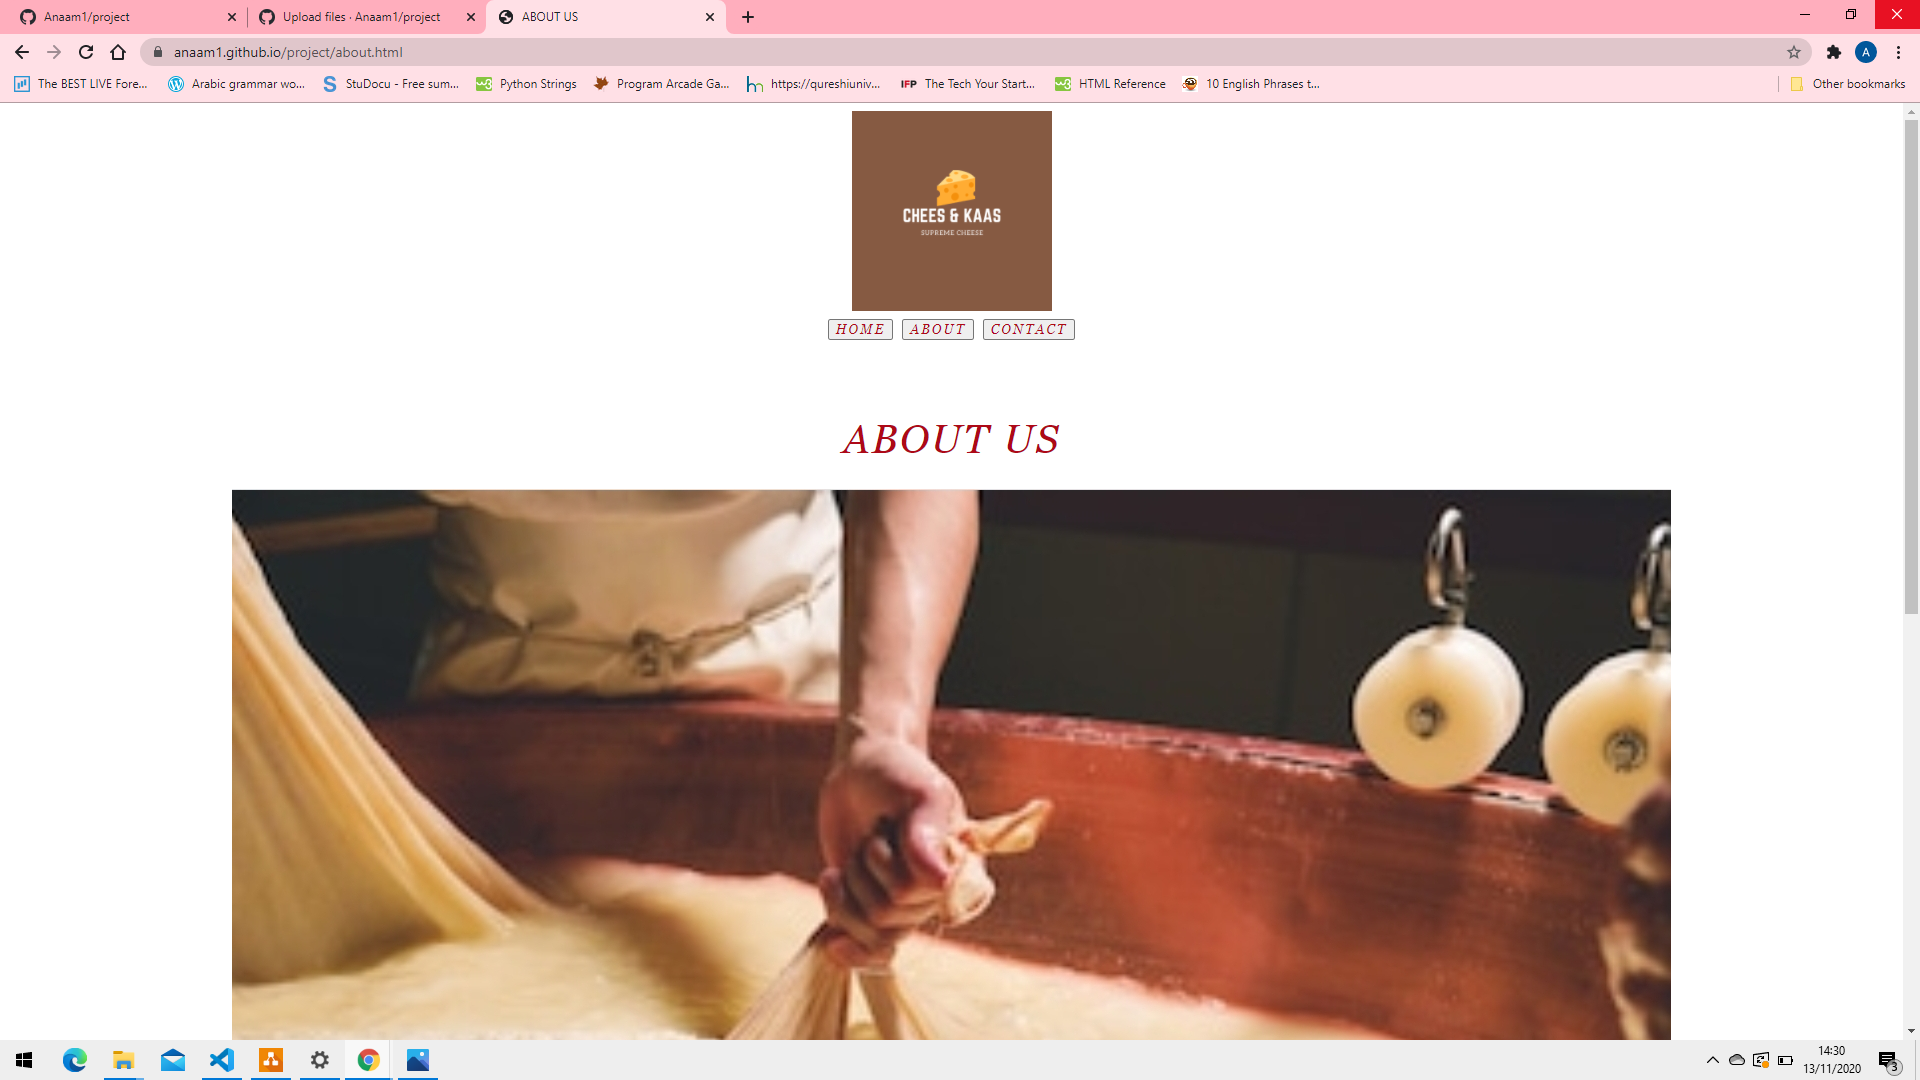 Anaam1/project
Upload files · Anaam1/project
ABOUT US
anaam1.github.io/project/about.html
A
The BEST LIVE Fore...
Arabic grammar wo...
StuDocu - Free sum...
Python Strings
Program Arcade Ga...
https://qureshiuniv...
IFP The Tech Your Start...
HTML Reference
10 English Phrases t...
Other bookmarks
CHEES & KAAS
SUPREME CHEESE
HOME ABOUT CONTACT
ABOUT US
14:30
13/11/2020
3